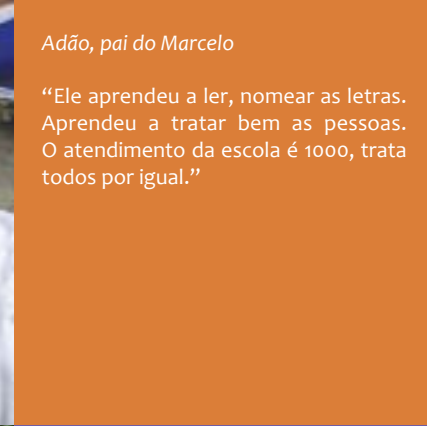 Adão, pai do Marcelo
“Ele aprendeu a ler, nomear as letras.
Aprendeu a tratar bem as pessoas.
O atendimento da escola é 1000, trata
todos por igual.”